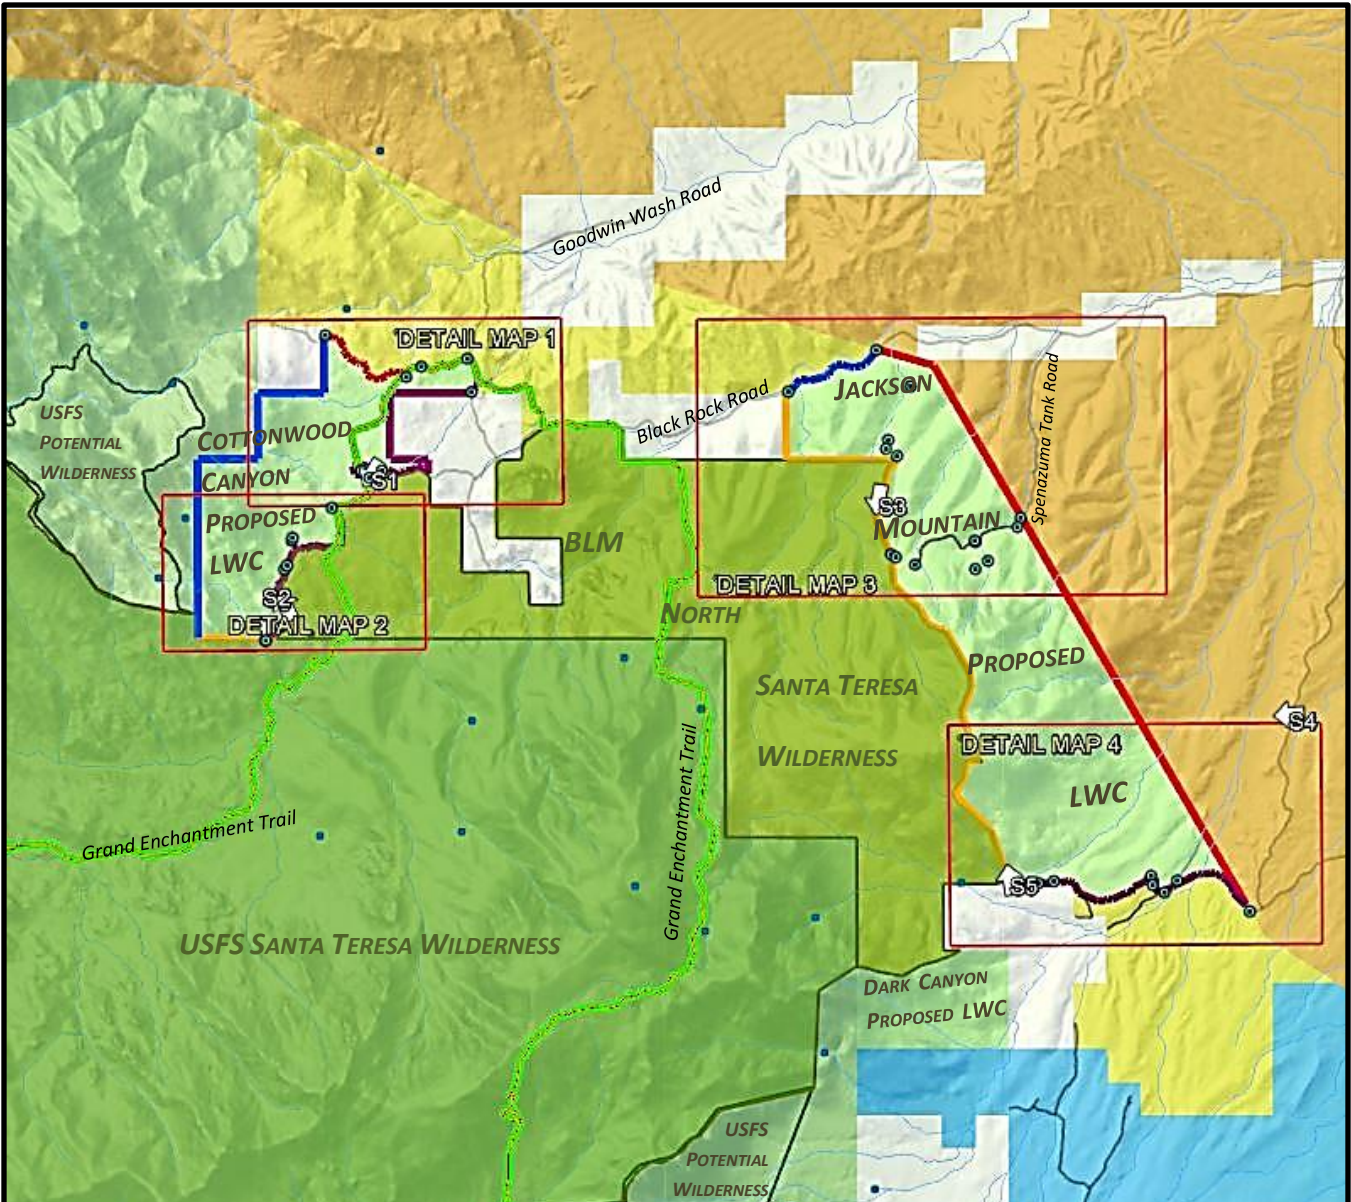 Goodwin Wash Road
DETAIL MAP 1
JACKSON
Black Rock Road
Spenazuma Tank Road
USFS
POTENTIAL
WILDERNESS
COTTONWOOD
CANYON
S1
PROPOSED
LWC
S2
DETAIL MAP 2
BLM
S3
MOUNTAIN
DETAIL MAP 3
NORTH
PROPOSED
SANTA TERESA
WILDERNESS
S4
DETAIL MAP 4
LWC
Grand Enchantment Trail
Grand Enchantment Trail
S5
USFS SANTA TERESA WILDERNESS
DARK CANYON
PROPOSED LWC
USFS
POTENTIAL
WILDERNESS